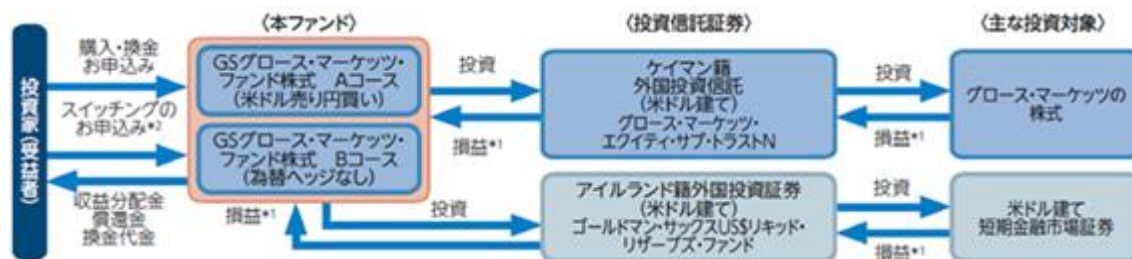 〈本ファンド〉
〈投資信託証券〉
〈主な投資対象〉
投資家(受益者)
購入・換金
お申込み
スイッチングの
お申込み*2
収益分配金
償還金
換金代金
GSグロース・マーケッツ・
ファンド株式 Aコース
(米ドル売り円買い)
GSグロース・マーケッツ・
ファンド株式 Bコース
(為替ヘッジなし)
投資
損益*1
ケイマン籍
外国投資信託
(米ドル建て)
グロース・マーケッツ・
エクイティ・サブ・トラストN
投資
損益*1
グロース・マーケッツの
株式
損益*1
投資
アイルランド籍外国投資証券
(米ドル建て)
ゴールドマン・サックスUS$リキッド・
リザーブズ・ファンド
投資
損益*1
米ドル建て
短期金融市場証券